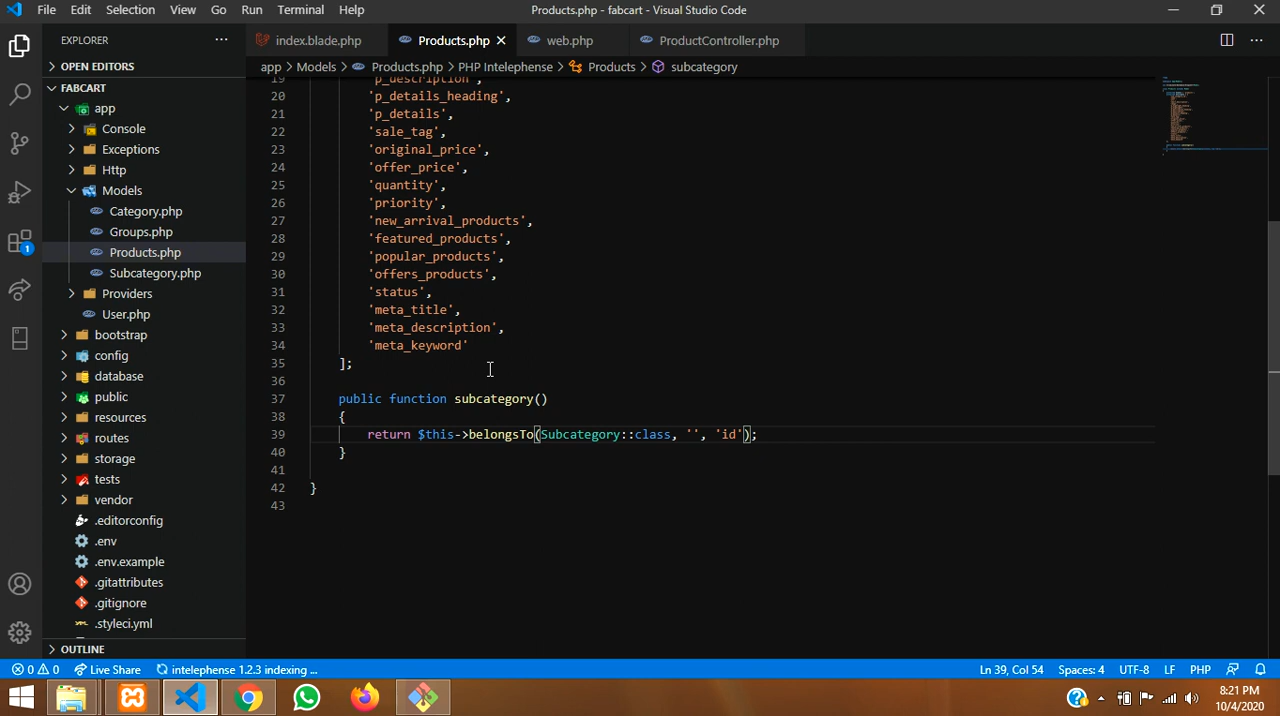 File Edit Selection View Go Run Terminal Help Products.php - fabcart - Visual Studio Code
EXPLORER
index.blade.php Products.php web.php ProductController.php
OPEN EDITORS
app > Models > Products.php > PHP Intelephense > Products > subcategory
FABCART
app
Console
Exceptions
Http
Models
Category.php
Groups.php
Products.php
Subcategory.php
Providers
User.php
bootstrap
config
database
public
resources
routes
storage
tests
vendor
.editorconfig
.env
.env.example
.gitattributes
.gitignore
.styleci.yml
OUTLINE
19 'p_description',
20 'p_details_heading',
21 'p_details',
22 'sale_tag',
23 'original_price',
24 'offer_price',
25 'quantity',
26 'priority',
27 'new_arrival_products',
28 'featured_products',
29 'popular_products',
30 'offers_products',
31 'status',
32 'meta_title',
33 'meta_description',
34 'meta_keyword'
35 ];
36
37 public function subcategory()
38 {
39 return $this->belongsTo(Subcategory::class, '', 'id');
40 }
41
42 }
43
1
0 0 Live Share intelephense 1.2.3 indexing ... Ln 39, Col 54 Spaces: 4 UTF-8 LF PHP
8:21 PM
10/4/2020